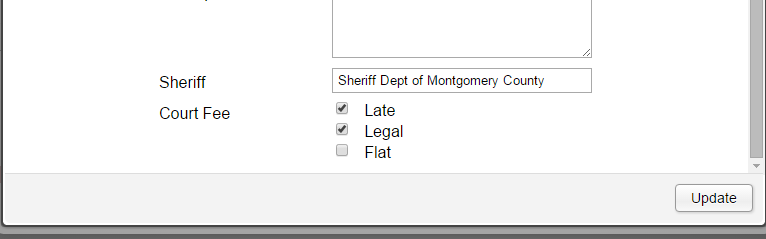 Sheriff
Sheriff Dept of Montgomery County
Court Fee
Late
Legal
Flat
Update